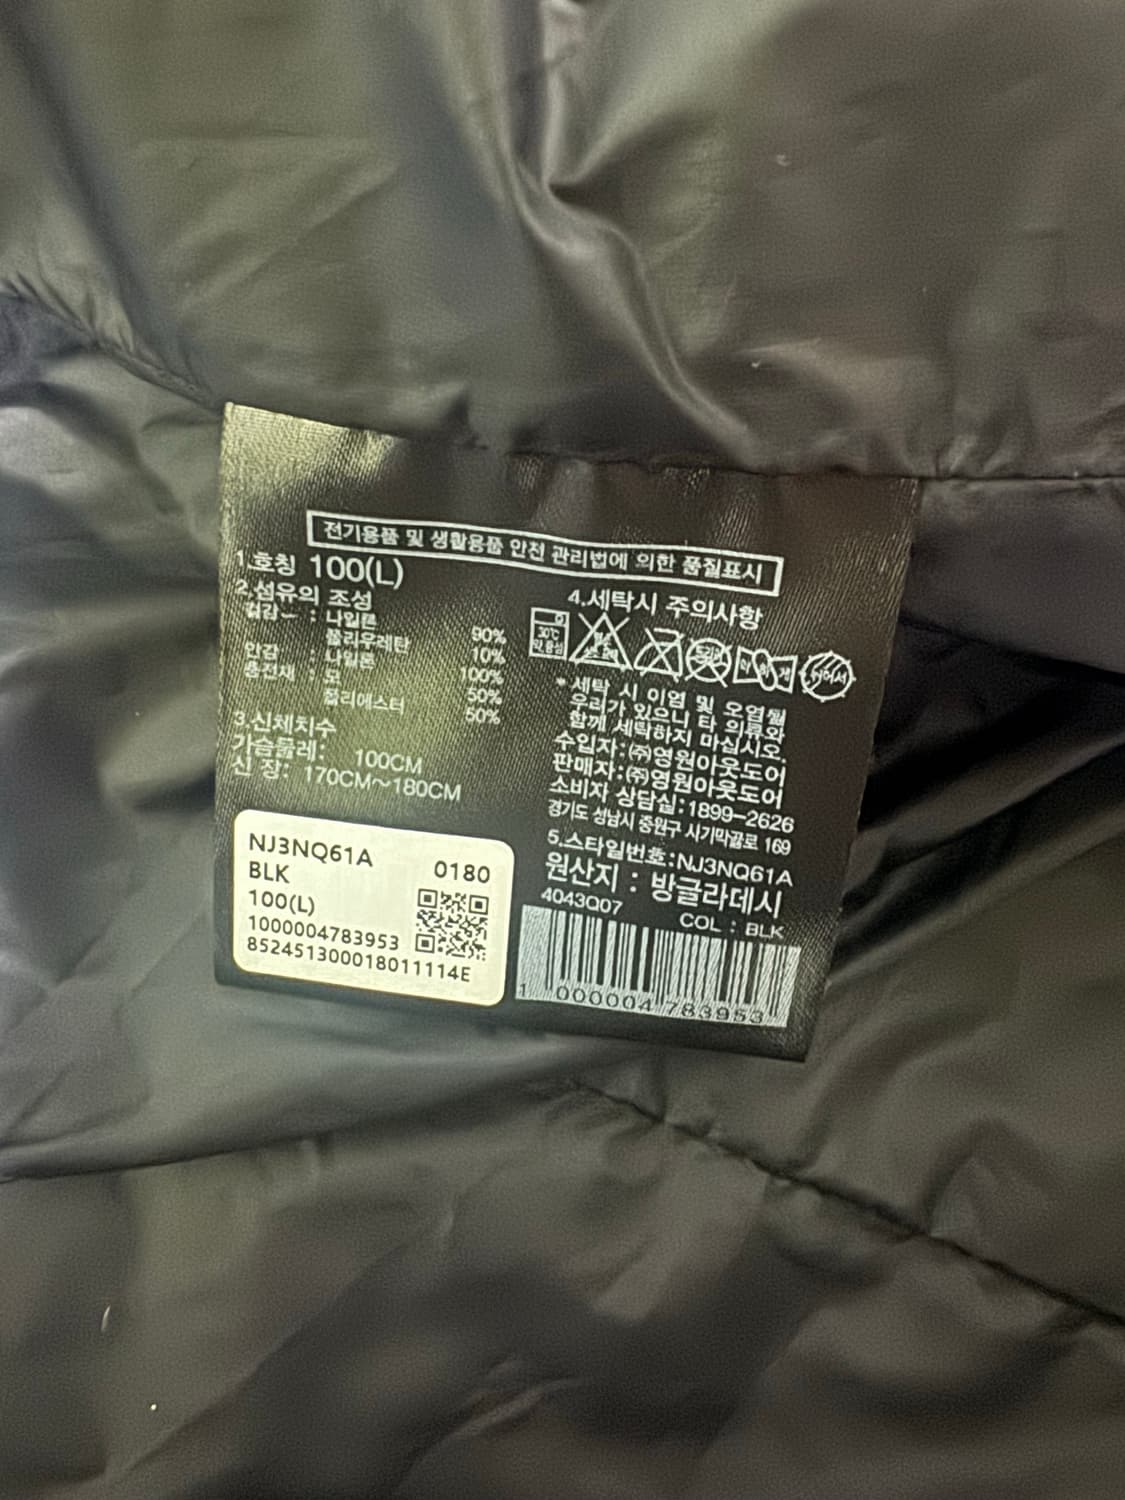 전기용품 및 생활용품 안전 관리법에 의한 품질표시
1.호칭 100(L)
2.섬유의 조성
겉감 : 나일론 90%
폴리우레탄 10%
안감 : 나일론 100%
충전재 : 모 50%
폴리에스터 50%
3.신체치수
가슴둘레: 100CM
신 장: 170CM~180CM
4.세탁시 주의사항
30℃
* 세탁 시 이염 및 오염될
우려가 있으니 타 의류와
함께 세탁하지 마십시오.
수입자:㈜영원아웃도어
판매자:㈜영원아웃도어
소비자 상담실:1899-2626
경기도 성남시 중원구 사기막골로 169
5.스타일번호:NJ3NQ61A
원산지 : 방글라데시
4043Q07 COL : BLK
1 000004 783953
NJ3NQ61A 0180
BLK
100(L)
1000004783953
852451300018011114E